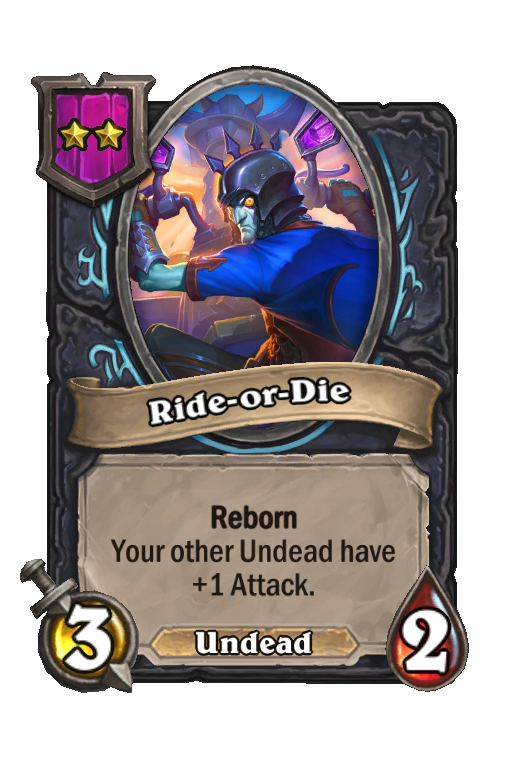 Ride-or-Die
Reborn
Your other Undead have
+1 Attack.
3
Undead
2